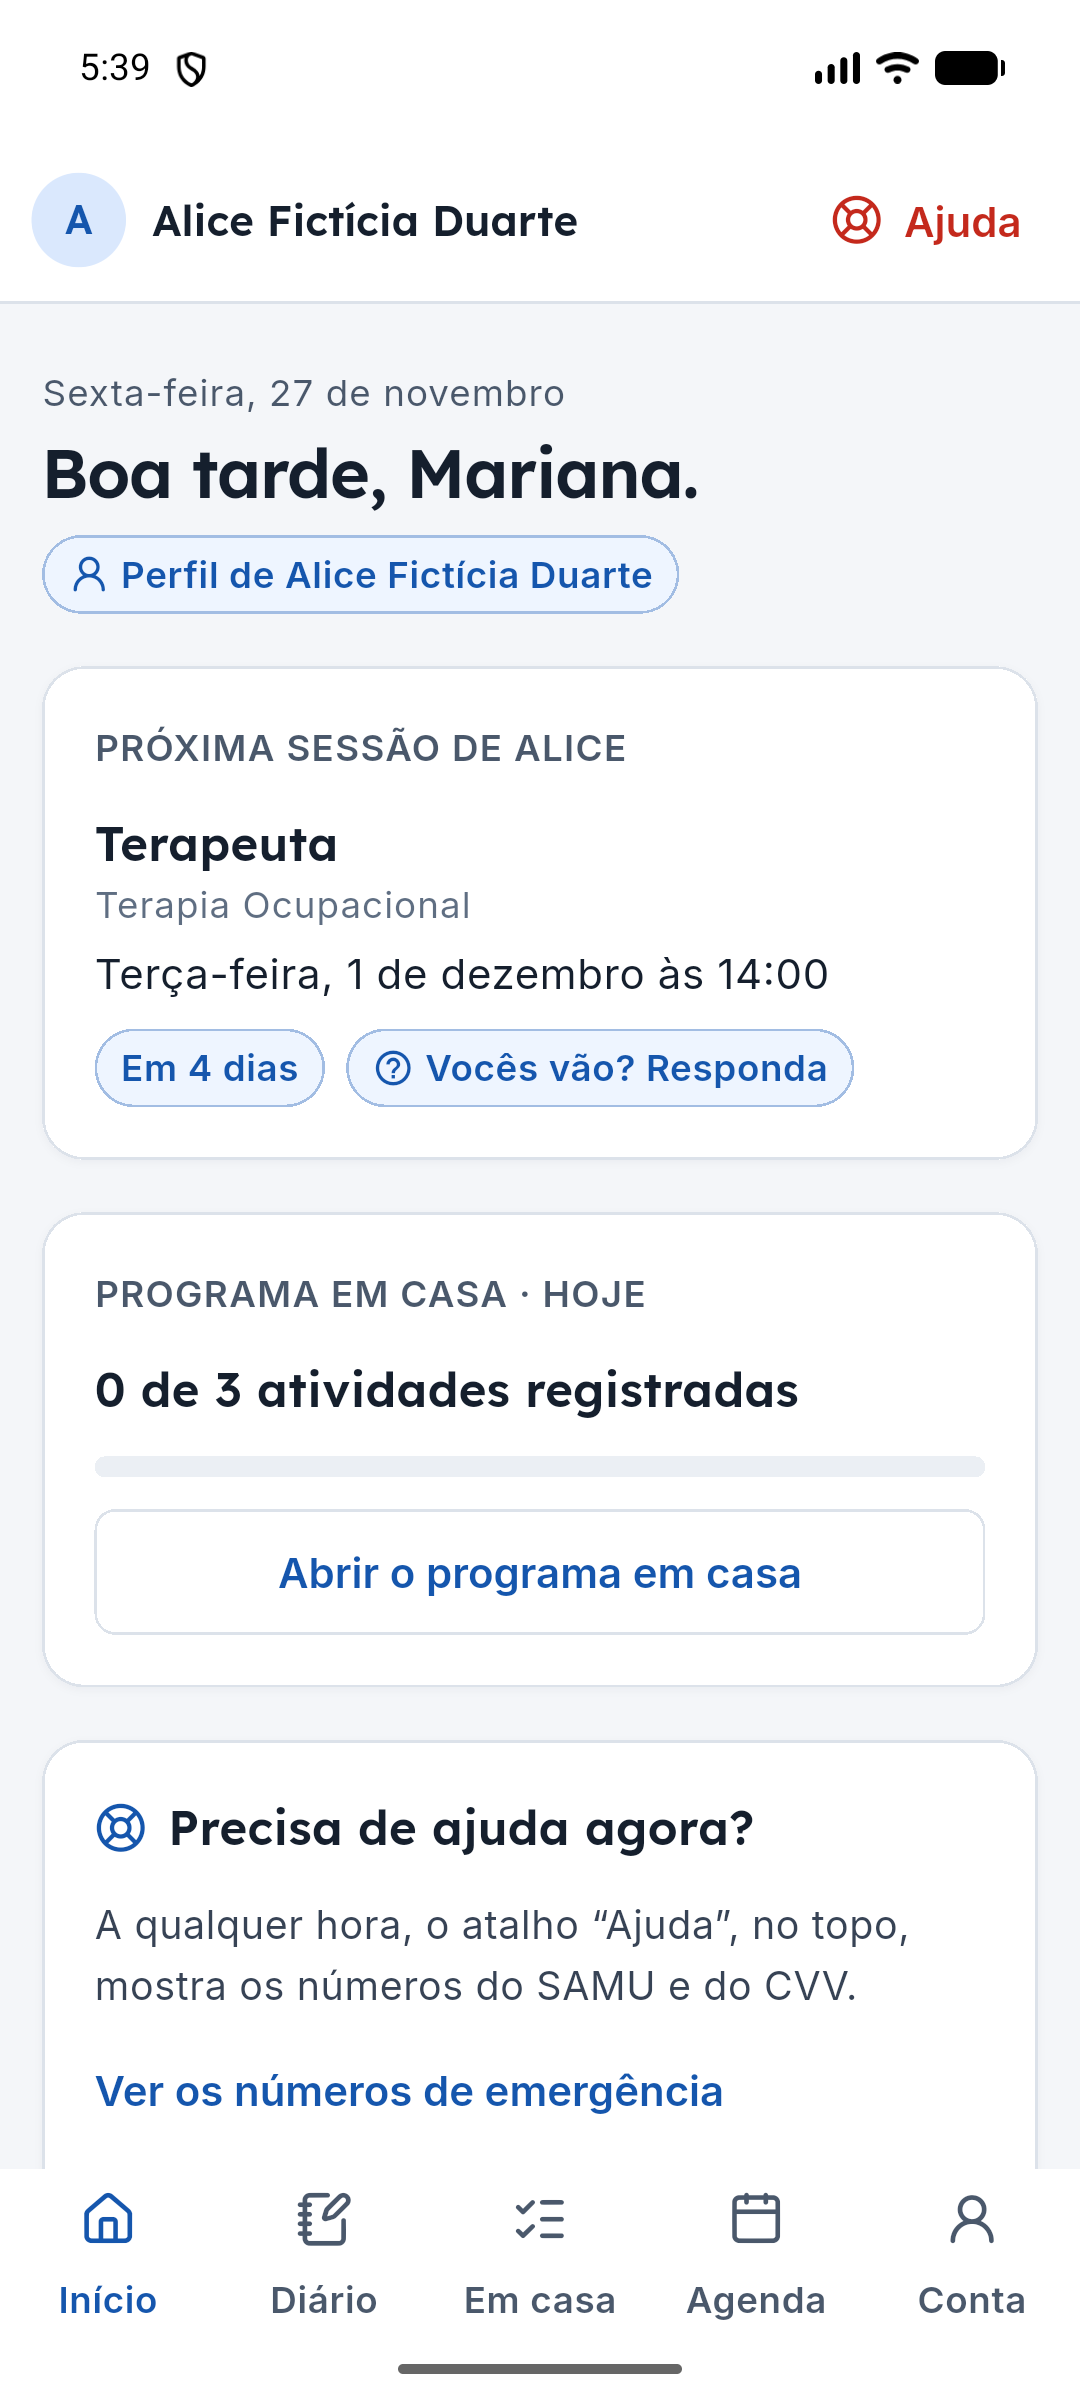 5:39
A
Alice Fictícia Duarte
Ajuda
Sexta-feira, 27 de novembro
Boa tarde, Mariana.
Perfil de Alice Fictícia Duarte
PRÓXIMA SESSÃO DE ALICE
Terapeuta
Terapia Ocupacional
Terça-feira, 1 de dezembro às 14:00
Em 4 dias
Vocês vão? Responda
PROGRAMA EM CASA · HOJE
0 de 3 atividades registradas
Abrir o programa em casa
Precisa de ajuda agora?
A qualquer hora, o atalho “Ajuda”, no topo,
mostra os números do SAMU e do CVV.
Ver os números de emergência
Início
Diário
Em casa
Agenda
Conta